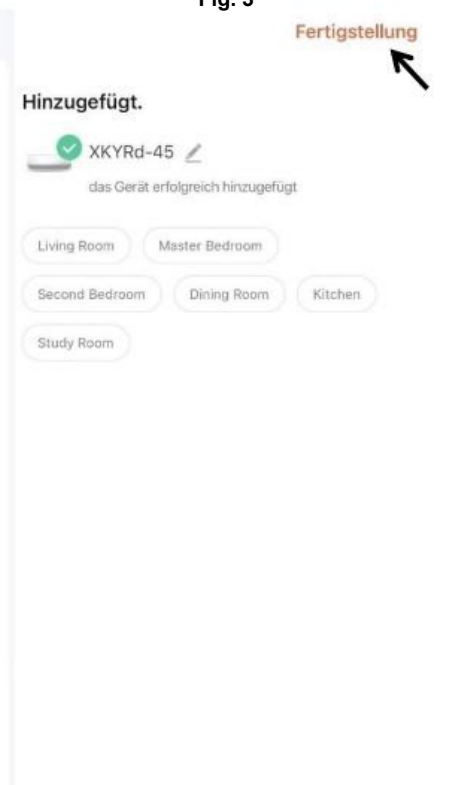 Fertigstellung
Hinzugefügt.
XKYRd-45
das Gerät erfolgreich hinzugefügt
Living Room Master Bedroom
Second Bedroom Dining Room Kitchen
Study Room